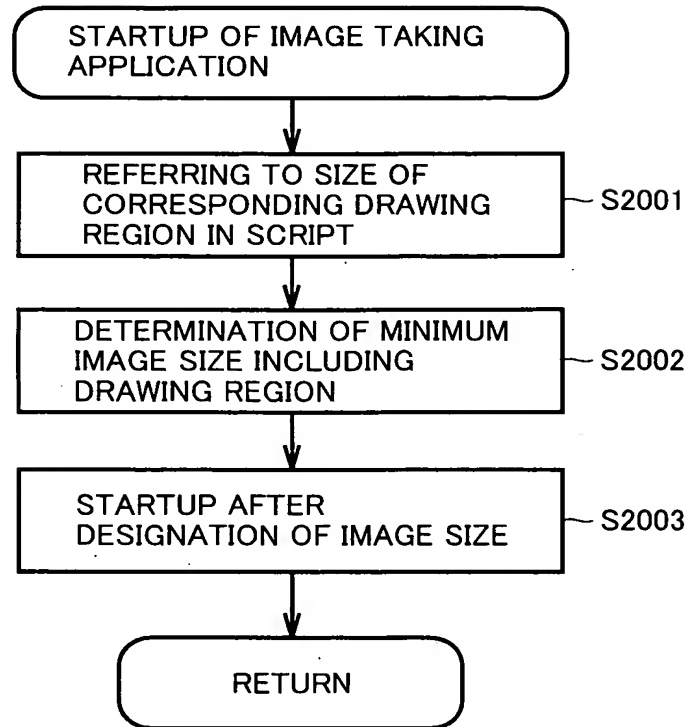 STARTUP OF IMAGE TAKING
APPLICATION
REFERRING TO SIZE OF
CORRESPONDING DRAWING
REGION IN SCRIPT
S2001
DETERMINATION OF MINIMUM
IMAGE SIZE INCLUDING
DRAWING REGION
S2002
STARTUP AFTER
DESIGNATION OF IMAGE SIZE
S2003
RETURN